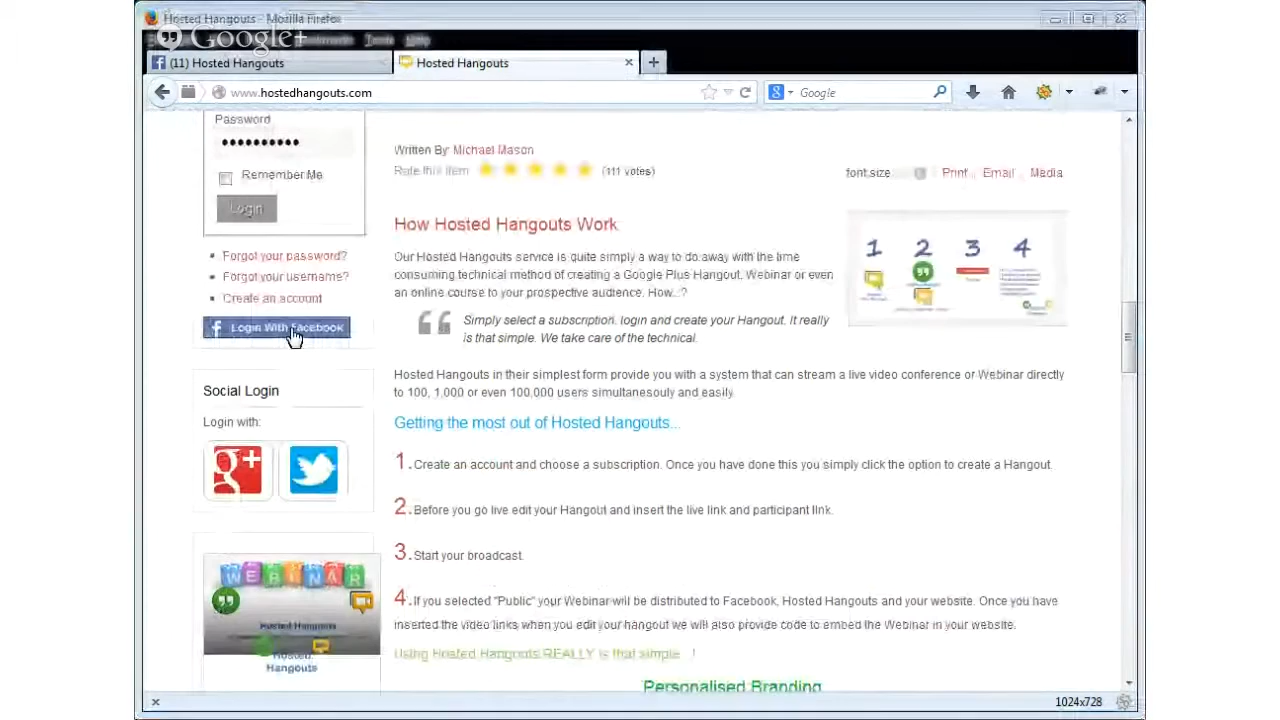 Hosted Hangouts - Mozilla Firefox
Google+
Bookmarks Tools Help
(11) Hosted Hangouts
Hosted Hangouts
www.hostedhangouts.com
Google
Password
Remember Me
Login
Forgot your password?
Forgot your username?
Create an account
Login With Facebook
Social Login
Login with:
WEBINAR
Hosted Hangouts
Hosted
Hangouts
Written By Michael Mason
Rate this item (111 votes)
font size Print Email Media
How Hosted Hangouts Work
1 2 3 4
Our Hosted Hangouts service is quite simply a way to do away with the time
consuming technical method of creating a Google Plus Hangout, Webinar or even
an online course to your prospective audience. How..?
Simply select a subscription, login and create your Hangout. It really
is that simple. We take care of the technical.
Hosted Hangouts in their simplest form provide you with a system that can stream a live video conference or Webinar directly
to 100, 1,000 or even 100,000 users simultanesouly and easily.
Getting the most out of Hosted Hangouts...
1. Create an account and choose a subscription. Once you have done this you simply click the option to create a Hangout.
2. Before you go live edit your Hangout and insert the live link and participant link.
3. Start your broadcast.
4. If you selected "Public" your Webinar will be distributed to Facebook, Hosted Hangouts and your website. Once you have
inserted the video links when you edit your hangout we will also provide code to embed the Webinar in your website.
Using Hosted Hangouts REALLY is that simple...!
Personalised Branding
1024x728